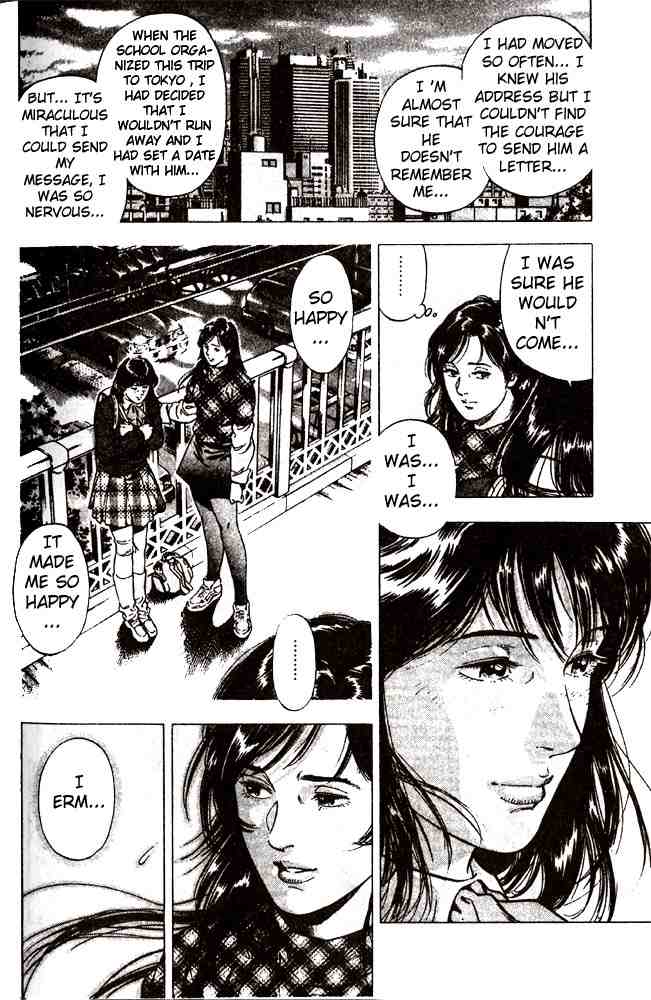 I HAD MOVED
SO OFTEN... I
KNEW HIS
ADDRESS BUT I
COULDN'T FIND
THE COURAGE
TO SEND HIM A
LETTER...
I 'M
ALMOST
SURE THAT
HE
DOESN'T
REMEMBER
ME...
WHEN THE
SCHOOL ORGA-
NIZED THIS TRIP
TO TOKYO , I
HAD DECIDED
THAT I
WOULDN'T RUN
AWAY AND I
HAD SET A DATE
WITH HIM...
BUT... IT'S
MIRACULOUS
THAT I
COULD SEND
MY
MESSAGE, I
WAS SO
NERVOUS...
I WAS
SURE HE
WOULD
N'T
COME...
........
I
WAS...
I
WAS...
SO
HAPPY
...
IT
MADE
ME SO
HAPPY
...
........
I
ERM...